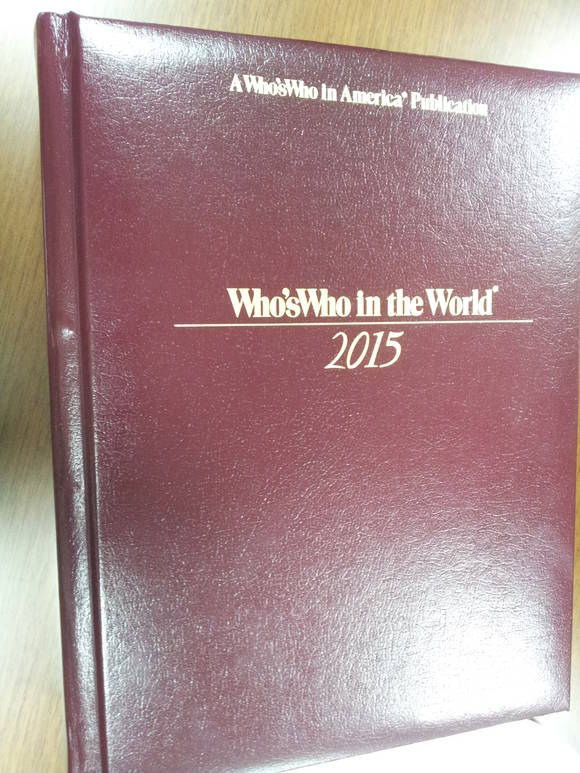 A Who'sWho in America® Publication
Who'sWho in the World®
2015